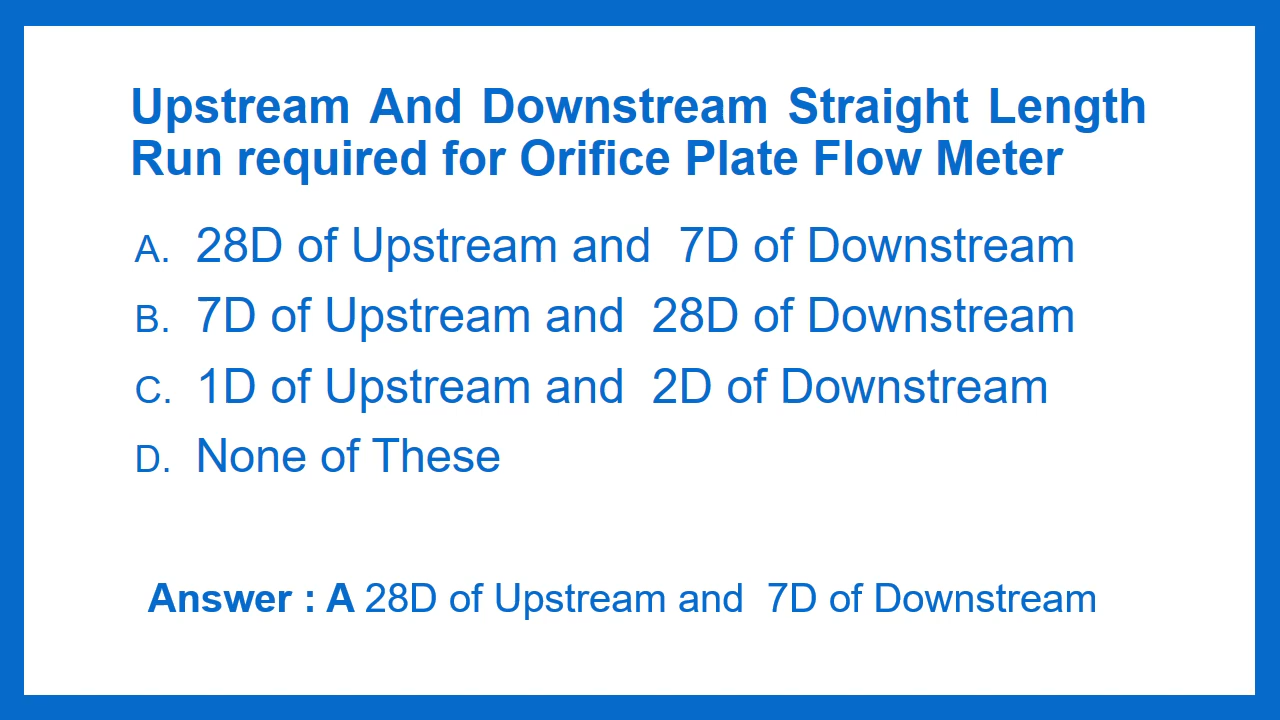 Upstream And Downstream Straight Length
Run required for Orifice Plate Flow Meter
A. 28D of Upstream and 7D of Downstream
B. 7D of Upstream and 28D of Downstream
C. 1D of Upstream and 2D of Downstream
D. None of These
Answer : A 28D of Upstream and 7D of Downstream